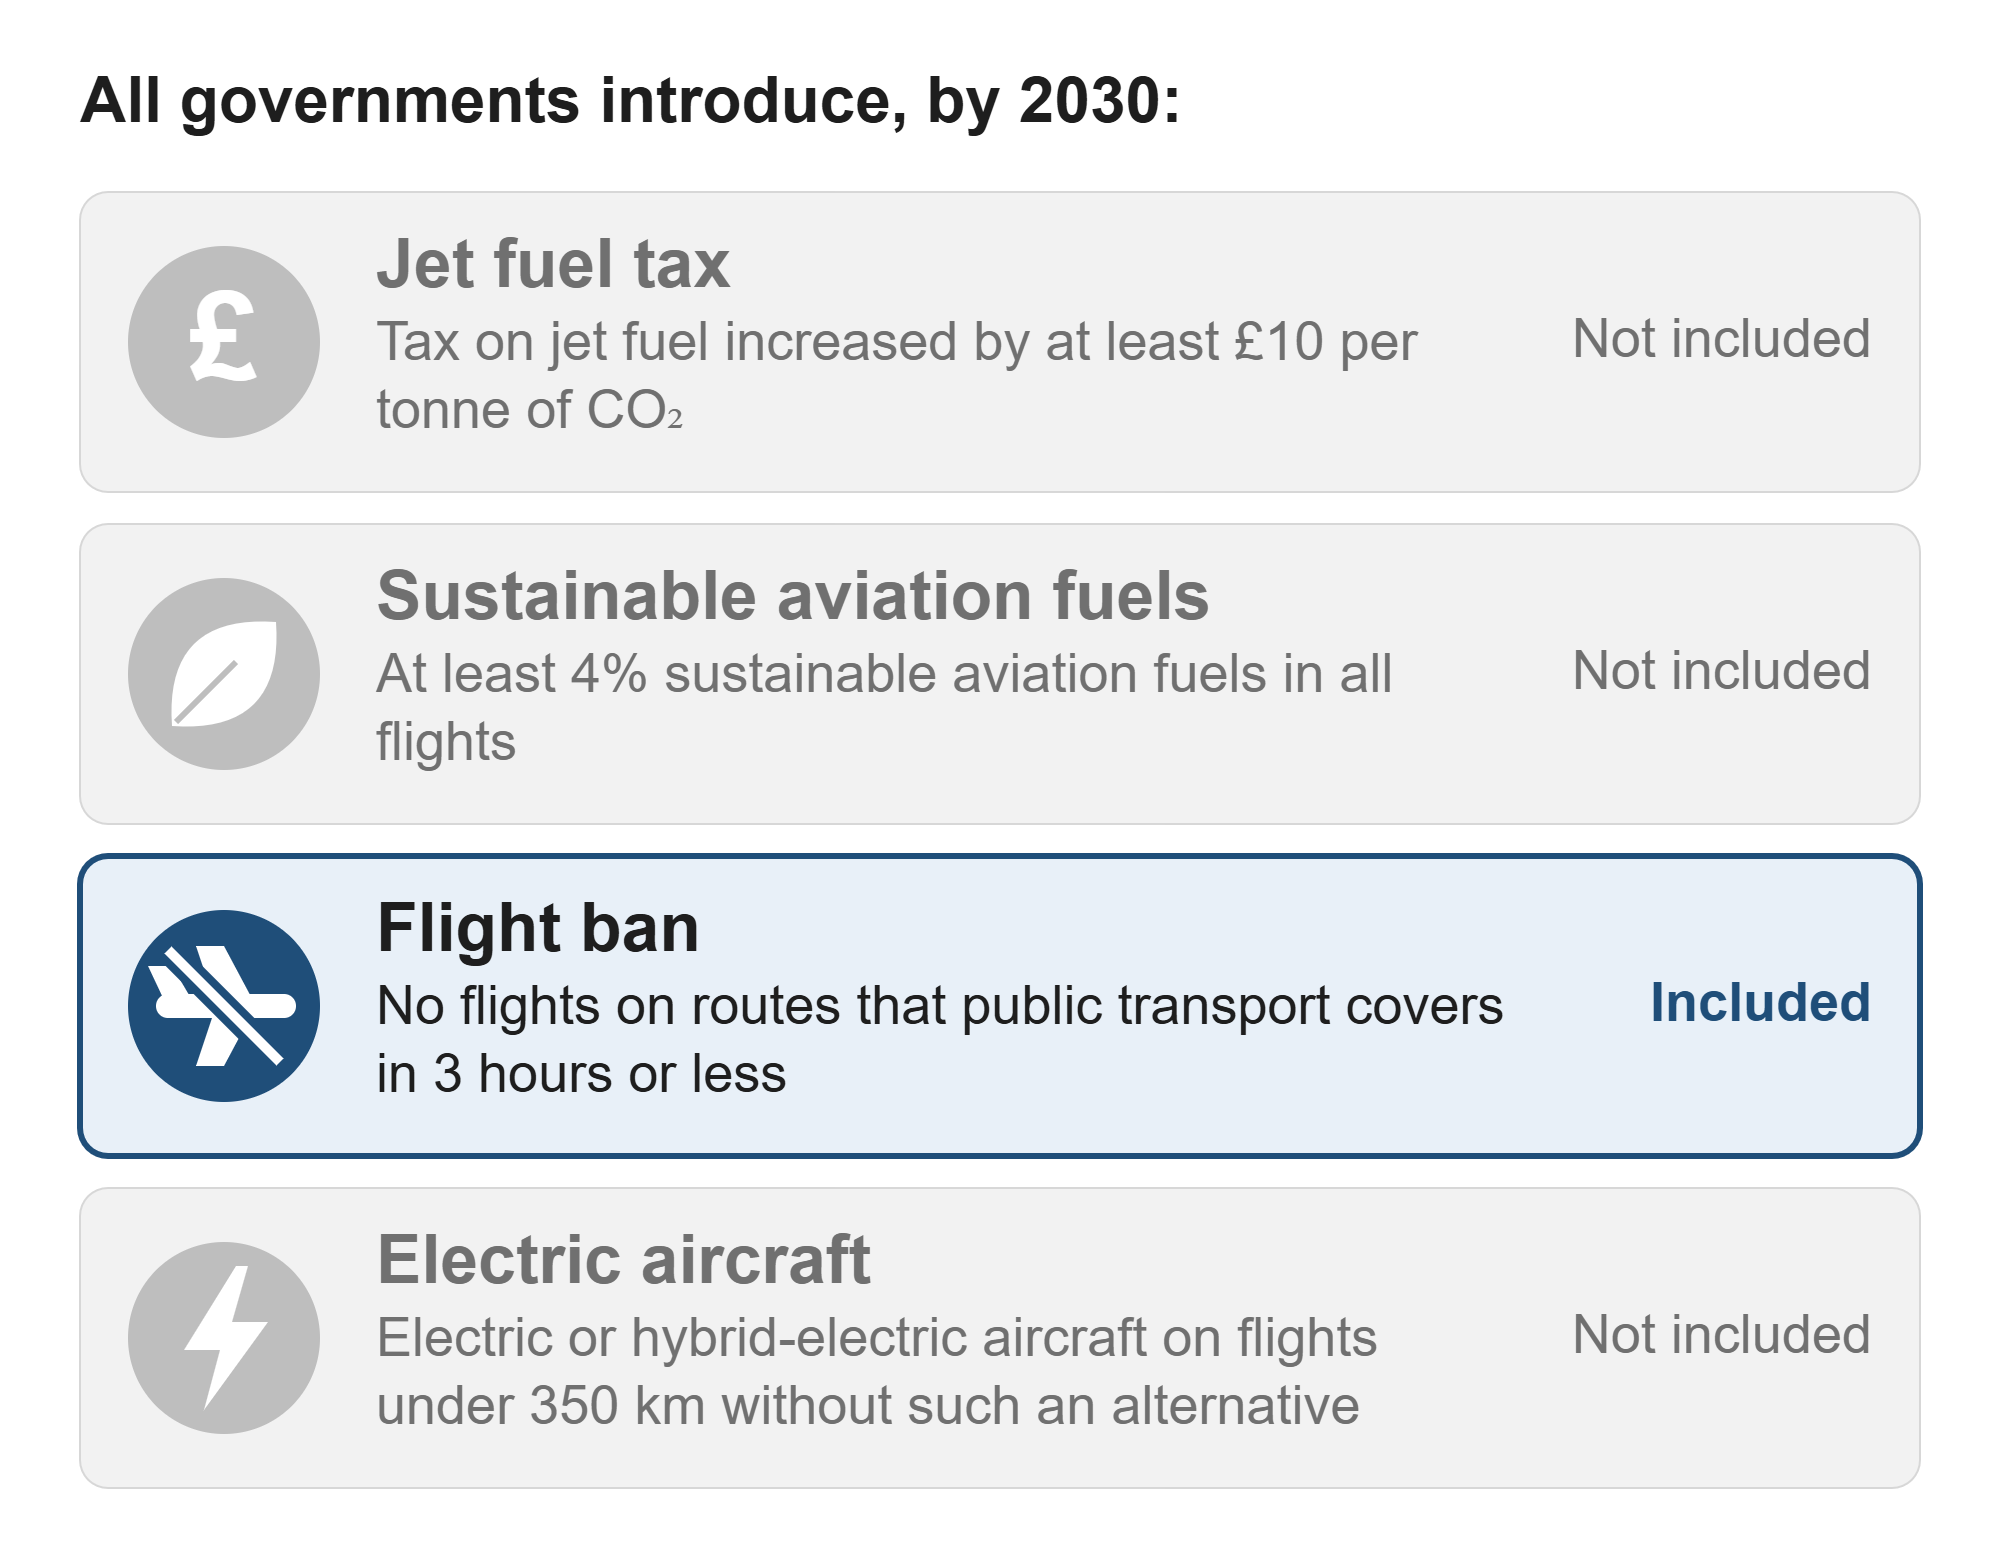 All governments introduce, by 2030:
£
Jet fuel tax
Tax on jet fuel increased by at least £10 per
tonne of CO₂
Not included
Sustainable aviation fuels
At least 4% sustainable aviation fuels in all
flights
Not included
Flight ban
No flights on routes that public transport covers
in 3 hours or less
Included
Electric aircraft
Electric or hybrid-electric aircraft on flights
under 350 km without such an alternative
Not included